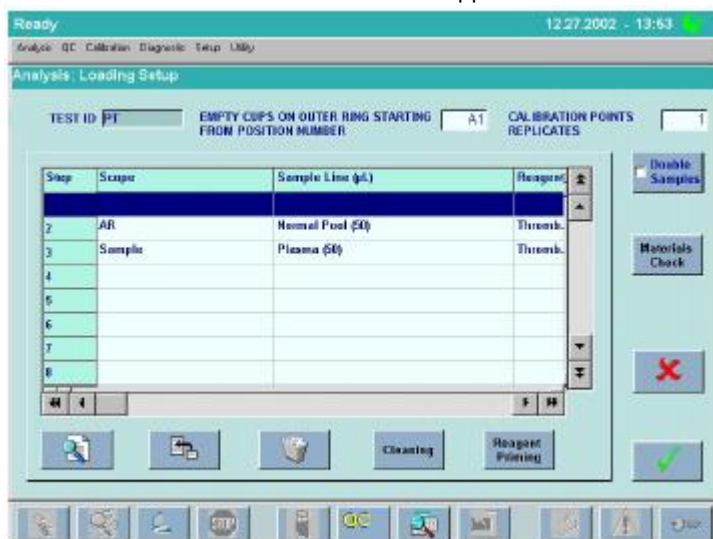 Ready 12.27.2002 - 13:53
Analysis QC Calibration Diagnostic Setup Utility
Analysis: Loading Setup
TEST ID PT EMPTY CUPS ON OUTER RING STARTING FROM POSITION NUMBER A1 CALIBRATION POINTS REPLICATES 1
Double Samples
Step Scope Sample Line (µL) Reagent
2 AR Normal Pool (50) Thromb.
3 Sample Plasma (50) Thromb.
Materials Check
4
5
6
7
8
Cleaning
Reagent Priming
STOP
QC